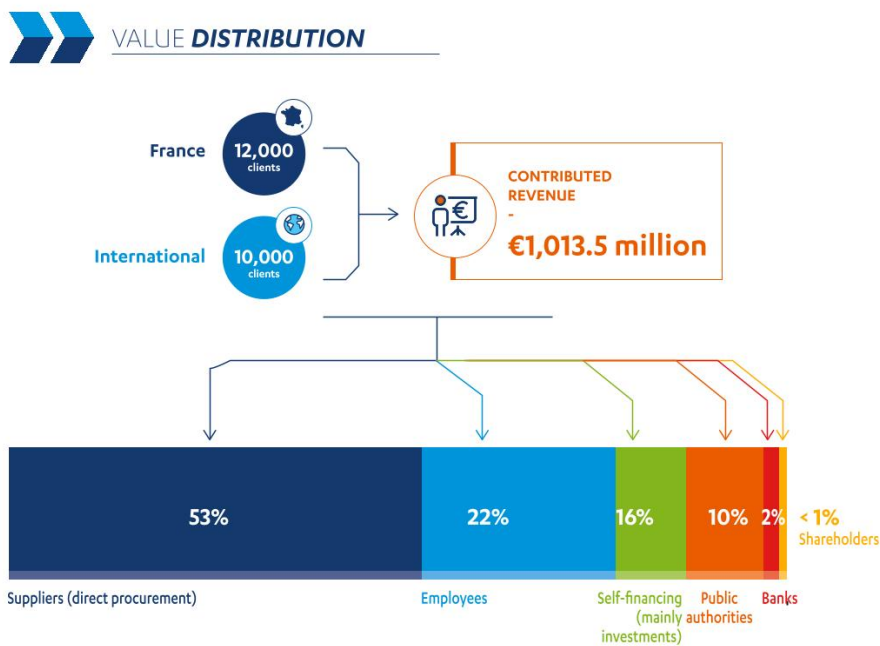 VALUE DISTRIBUTION
France
12,000
clients
International
10,000
clients
€
CONTRIBUTED
REVENUE
-
€1,013.5 million
53%
22%
16%
10%
2%
< 1%
Shareholders
Suppliers (direct procurement)
Employees
Self-financing
(mainly
investments)
Public
authorities
Banks